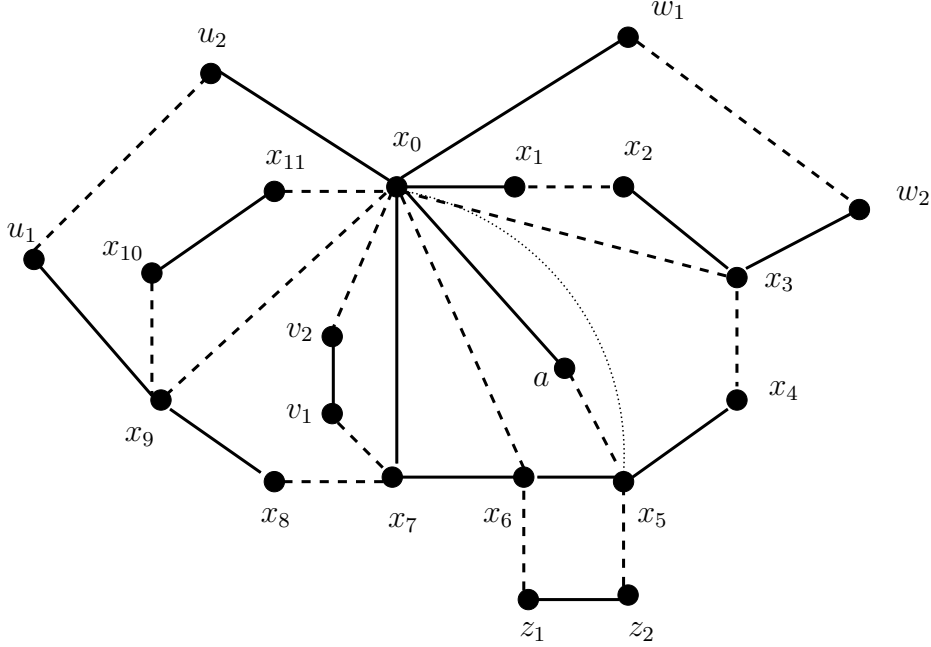 w₁
u₂
x₀
x₁
x₂
x₁₁
w₂
u₁
x₁₀
x₃
v₂
a
x₄
v₁
x₉
x₈
x₇
x₆
x₅
z₁
z₂